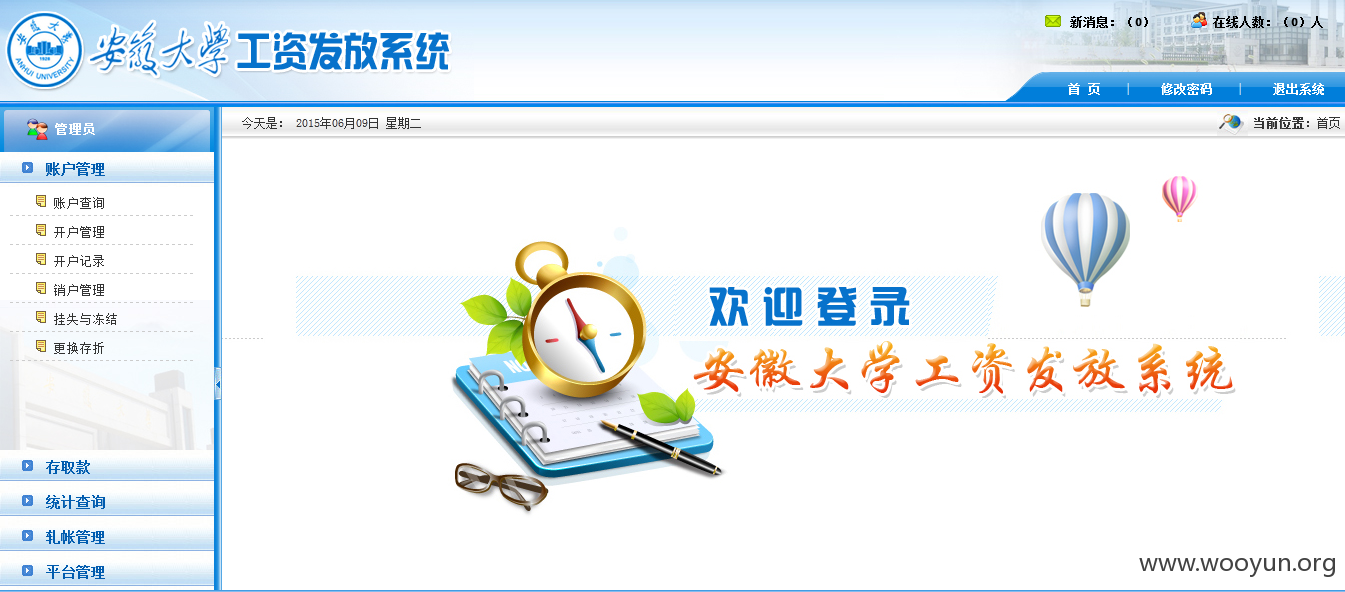 安徽大学工资发放系统
ANHUI UNIVERSITY
新消息:(0) 在线人数:(0)人
首 页 | 修改密码 | 退出系统
管理员
今天是: 2015年06月09日 星期二
当前位置:首页
账户管理
账户查询
开户管理
开户记录
销户管理
挂失与冻结
更换存折
存取款
统计查询
轧帐管理
平台管理
欢迎登录
安徽大学工资发放系统
www.wooyun.org